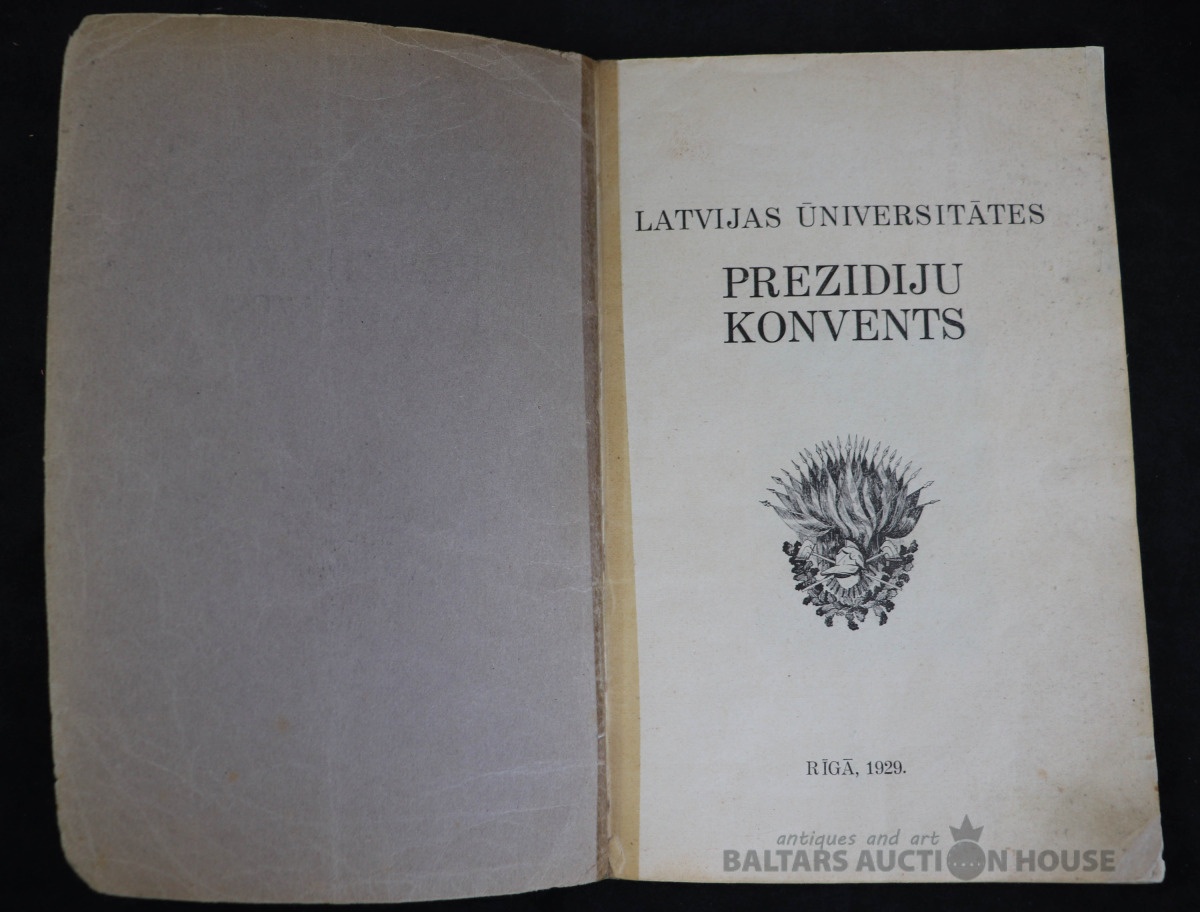 LATVIJAS ŪNIVERSITĀTES
PREZIDIJU
KONVENTS
RĪGĀ, 1929.
antiques and art
BALTARS AUCTION HOUSE